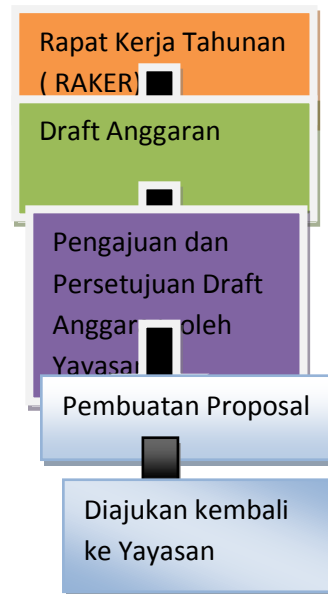 Rapat Kerja Tahunan
( RAKER)
Draft Anggaran
Pengajuan dan
Persetujuan Draft
oleh
Pembuatan Proposal
Diajukan kembali
ke Yayasan